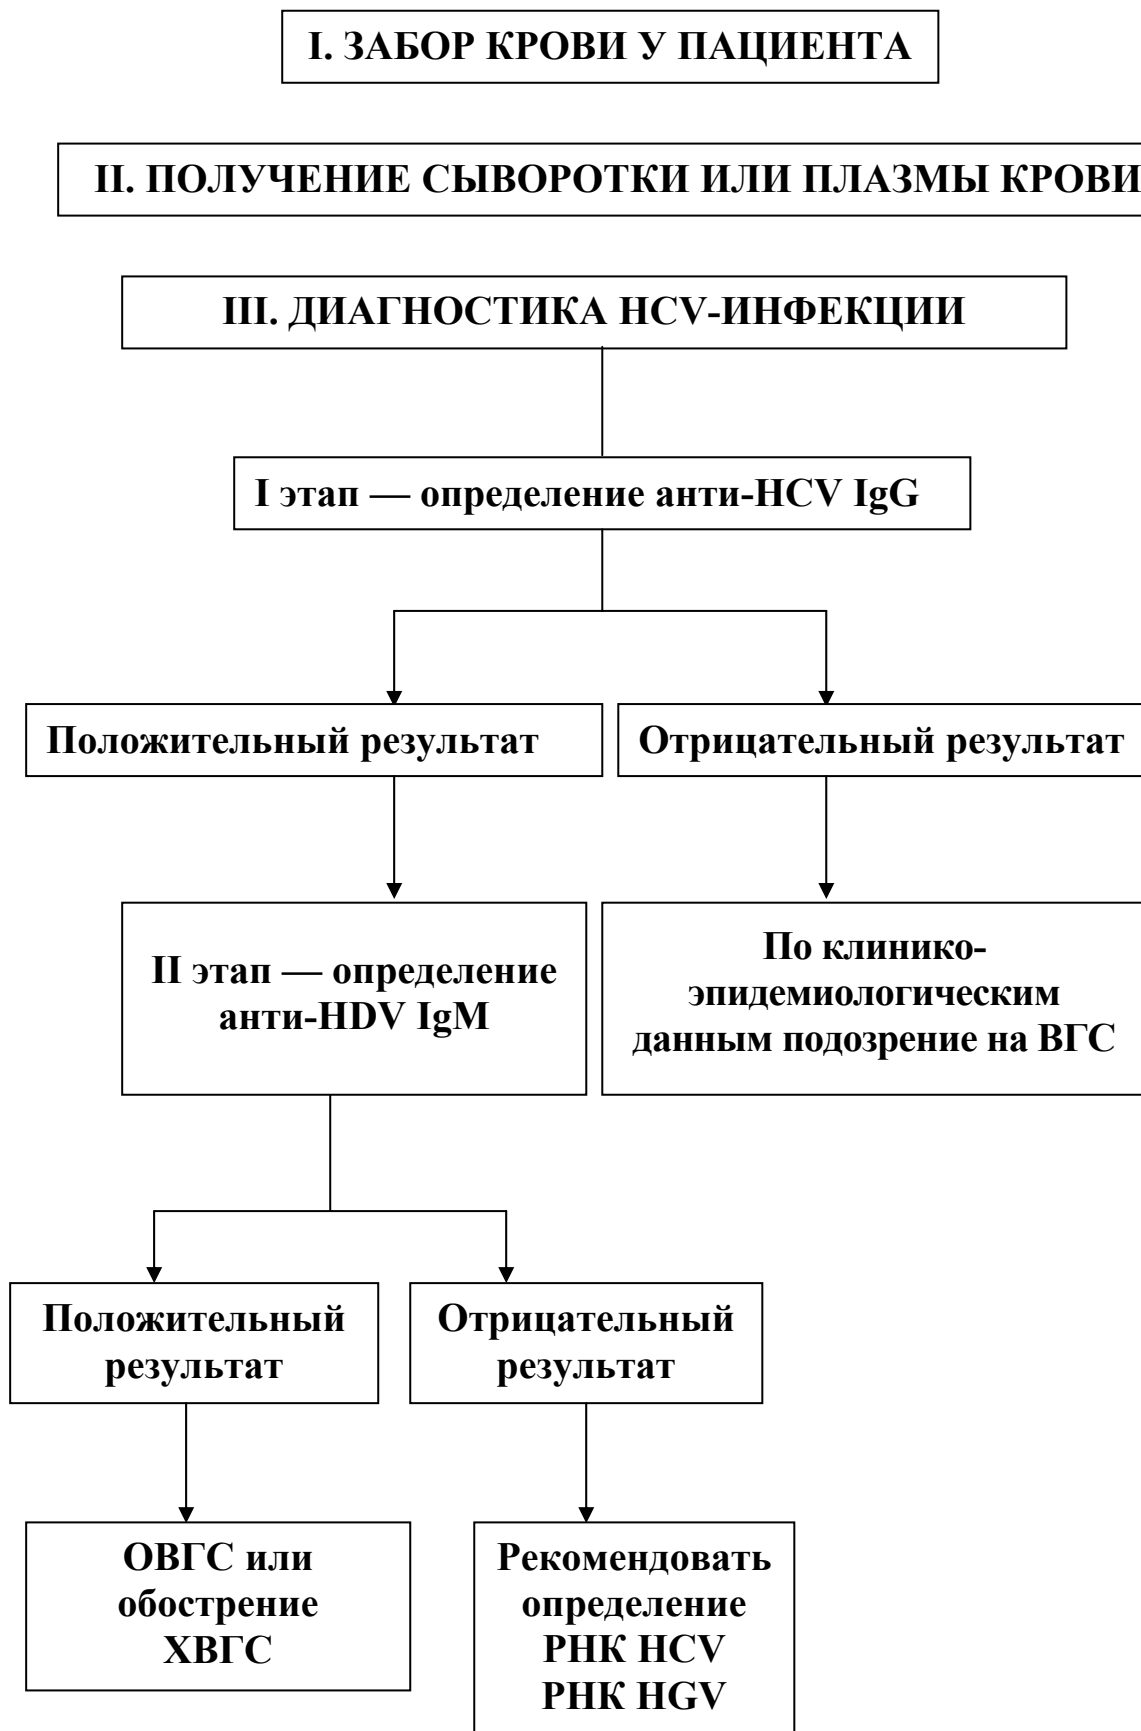 I. ЗАБОР КРОВИ У ПАЦИЕНТА
II. ПОЛУЧЕНИЕ СЫВОРОТКИ ИЛИ ПЛАЗМЫ КРОВИ
III. ДИАГНОСТИКА HCV-ИНФЕКЦИИ
I этап — определение анти-HCV IgG
Положительный результат
Отрицательный результат
II этап — определение
анти-HDV IgM
По клинико-
эпидемиологическим
данным подозрение на ВГС
Положительный
результат
Отрицательный
результат
ОВГС или
обострение
ХВГС
Рекомендовать
определение
РНК HCV
РНК HGV